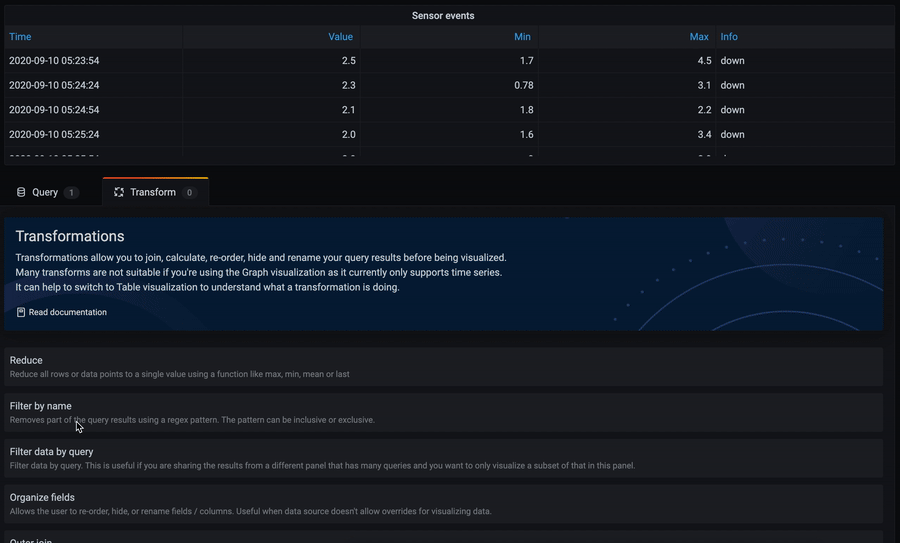 Sensor events
Time Value Min Max Info
2020-09-10 05:23:54 2.5 1.7 4.5 down
2020-09-10 05:24:24 2.3 0.78 3.1 down
2020-09-10 05:24:54 2.1 1.8 2.2 down
2020-09-10 05:25:24 2.0 1.6 3.4 down
Query 1 Transform 0
Transformations
Transformations allow you to join, calculate, re-order, hide and rename your query results before being visualized.
Many transforms are not suitable if you're using the Graph visualization as it currently only supports time series.
It can help to switch to Table visualization to understand what a transformation is doing.
Read documentation
Reduce
Reduce all rows or data points to a single value using a function like max, min, mean or last
Filter by name
Removes part of the query results using a regex pattern. The pattern can be inclusive or exclusive.
Filter data by query
Filter data by query. This is useful if you are sharing the results from a different panel that has many queries and you want to only visualize a subset of that in this panel.
Organize fields
Allows the user to re-order, hide, or rename fields / columns. Useful when data source doesn't allow overrides for visualizing data.
Outer join